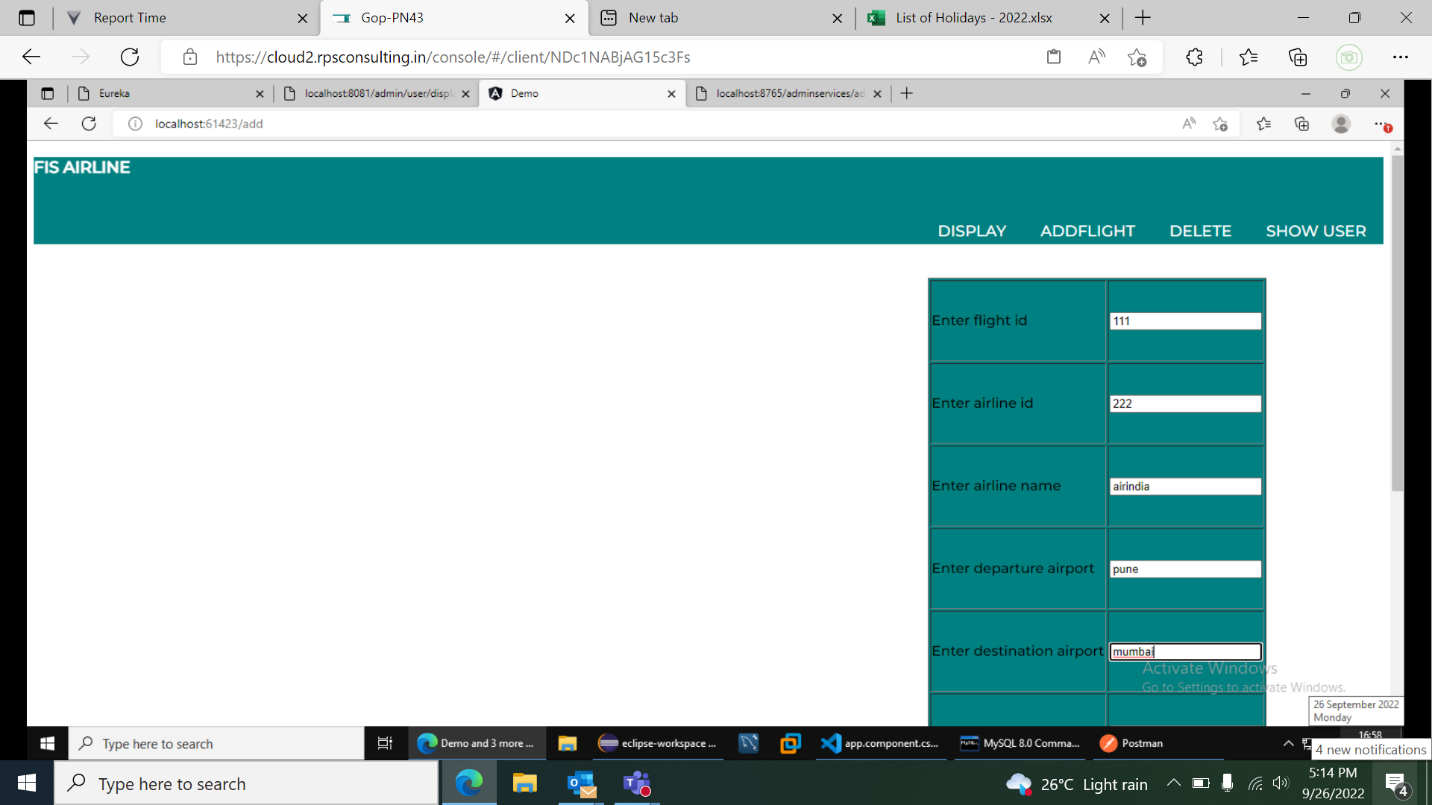 Report Time
Gop-PN43
New tab
List of Holidays - 2022.xlsx
https://cloud2.rpsconsulting.in/console/#/client/NDc1NABjAG15c3Fs
Eureka
localhost:8081/admin/user/displ
Demo
localhost:8765/adminservices/ad
localhost:61423/add
FIS AIRLINE
DISPLAY ADDFLIGHT DELETE SHOW USER
Enter flight id 111
Enter airline id 222
Enter airline name airindia
Enter departure airport pune
Enter destination airport mumbai
Activate Windows
Go to Settings to activate Windows.
26 September 2022
Monday
Type here to search
Demo and 3 more ...
eclipse-workspace ...
app.component.cs...
MySQL 8.0 Comma...
Postman
16:58
4 new notifications
Type here to search
26°C Light rain
5:14 PM
9/26/2022
4